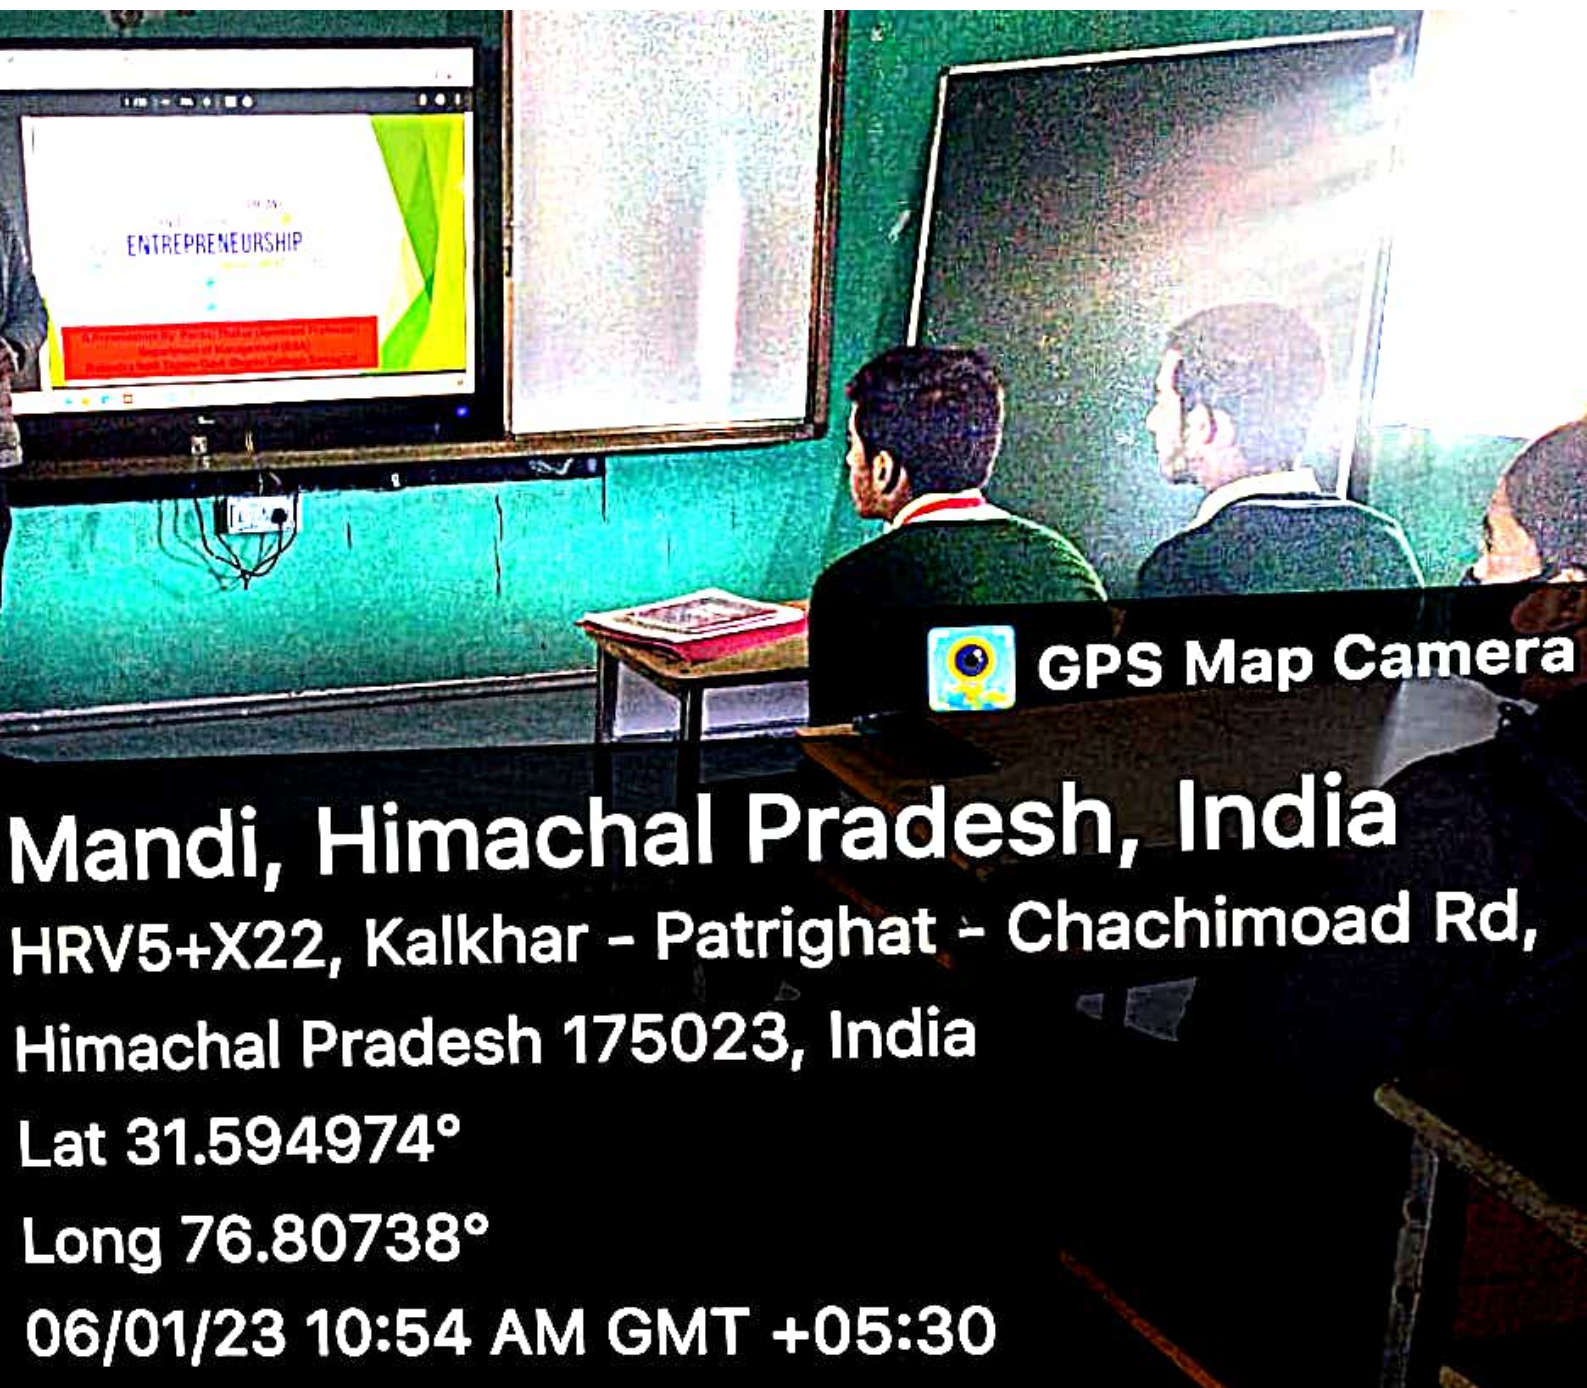 ENTREPRENEURSHIP
GPS Map Camera
Mandi, Himachal Pradesh, India
HRV5+X22, Kalkhar - Patrighat - Chachimoad Rd,
Himachal Pradesh 175023, India
Lat 31.594974°
Long 76.80738°
06/01/23 10:54 AM GMT +05:30